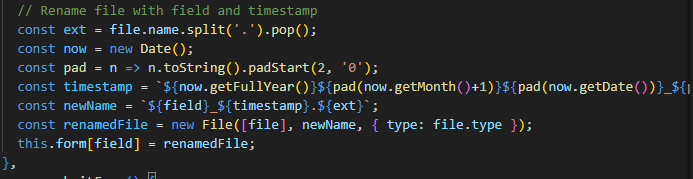 // Rename file with field and timestamp
const ext = file.name.split('.').pop();
const now = new Date();
const pad = n => n.toString().padStart(2, '0');
const timestamp = `${now.getFullYear()}${pad(now.getMonth()+1)}${pad(now.getDate())}_${
const newName = `${field}_${timestamp}.${ext}`;
const renamedFile = new File([file], newName, { type: file.type });
this.form[field] = renamedFile;
},